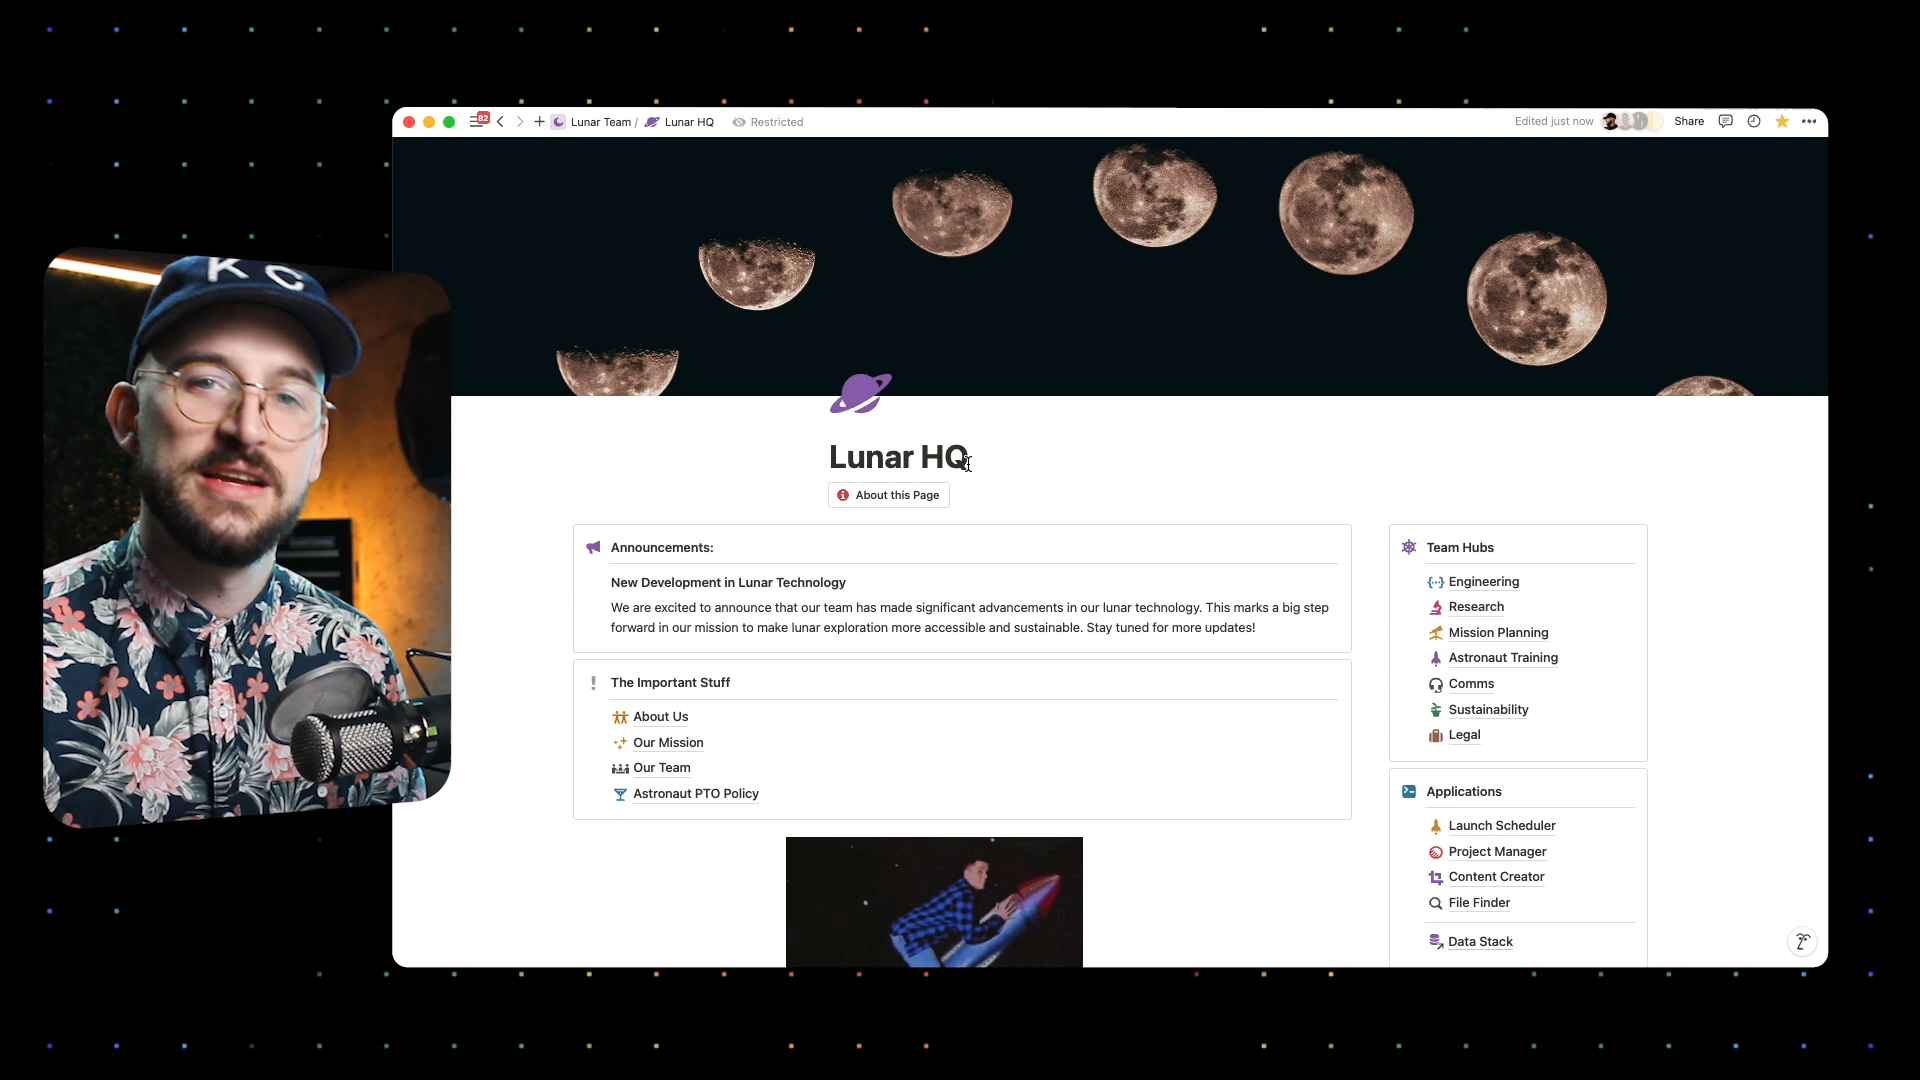 82
Lunar Team / Lunar HQ
Restricted
Edited just now
Share
KC
Lunar HQ
About this Page
Announcements:
New Development in Lunar Technology
We are excited to announce that our team has made significant advancements in our lunar technology. This marks a big step
forward in our mission to make lunar exploration more accessible and sustainable. Stay tuned for more updates!
The Important Stuff
About Us
Our Mission
Our Team
Astronaut PTO Policy
Team Hubs
Engineering
Research
Mission Planning
Astronaut Training
Comms
Sustainability
Legal
Applications
Launch Scheduler
Project Manager
Content Creator
File Finder
Data Stack